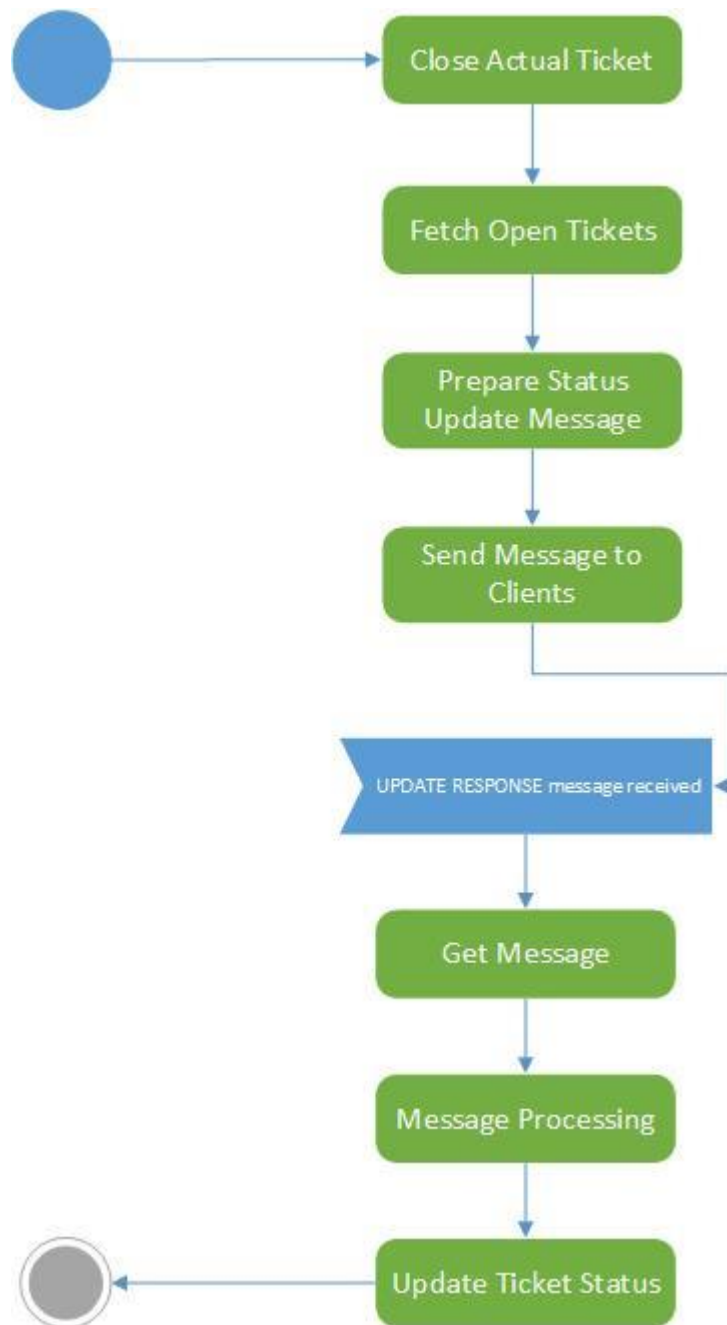 Close Actual Ticket
Fetch Open Tickets
Prepare Status
Update Message
Send Message to
Clients
UPDATE RESPONSE message received
Get Message
Message Processing
Update Ticket Status